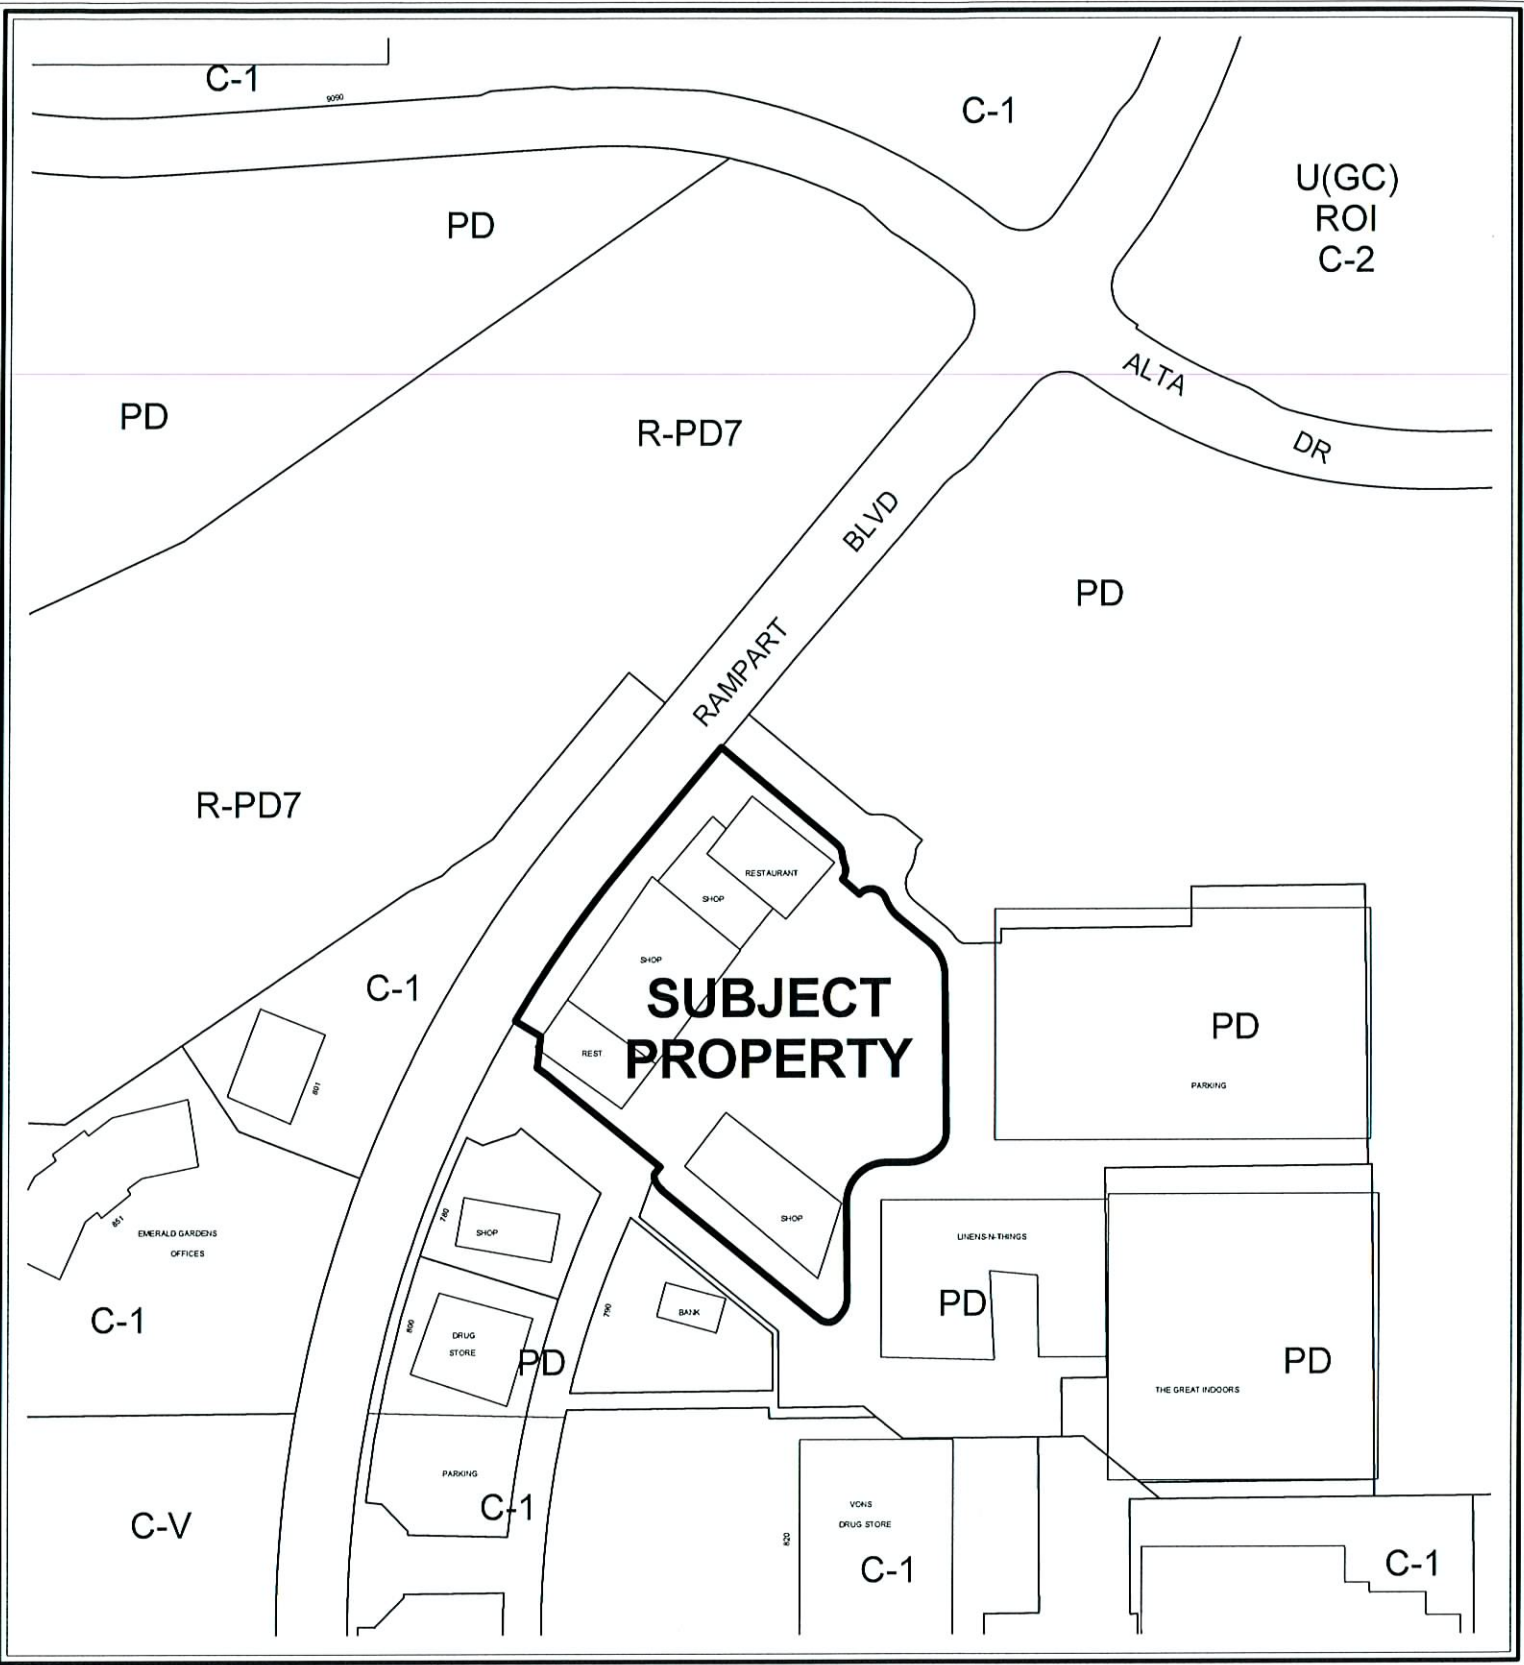 C-1
9090
C-1
U(GC)
ROI
C-2
PD
ALTA
DR
PD
R-PD7
BLVD
PD
RAMPART
R-PD7
RESTAURANT
SHOP
SHOP
C-1
SUBJECT
PROPERTY
REST
PD
PARKING
801
EMERALD GARDENS
OFFICES
851
780
SHOP
SHOP
LINENS-N-THINGS
PD
C-1
800
DRUG
STORE
PD
790
BANK
PD
THE GREAT INDOORS
PARKING
C-1
C-V
VONS
DRUG STORE
820
C-1
C-1